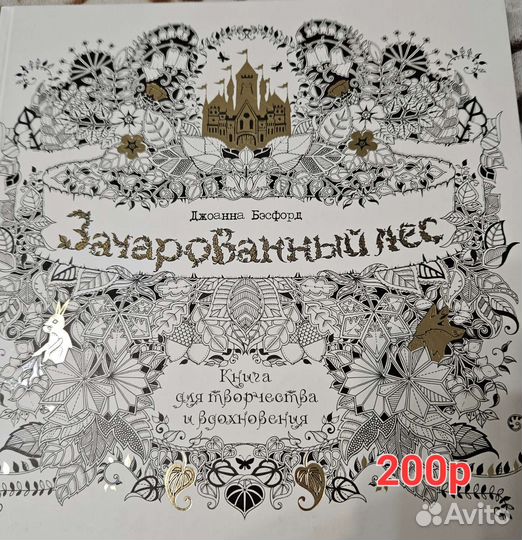 Джоанна Бэсфорд
Зачарованный лес
Книга
для творчества
и вдохновения
200р
Avito